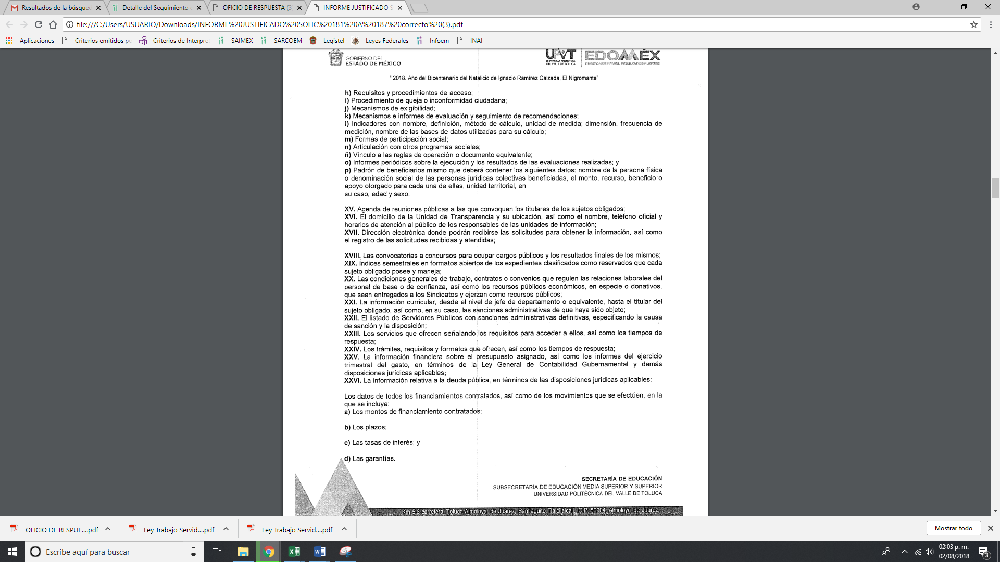 Resultados de la búsque
Detalle del Seguimiento
OFICIO DE RESPUESTA (3
INFORME JUSTIFICADO S
file:///C:/Users/USUARIO/Downloads/INFORME%20JUSTIFICADO%20SOLIC%20181%20A%20187%20correcto%20(3).pdf
Aplicaciones
Criterios emitidos po
Criterios de Interpret
SAIMEX
SARCOEM
Legistel
Leyes Federales
Infoem
INAI
GOBIERNO DEL
ESTADO DE MÉXICO
UPVT
UNIVERSIDAD POLITÉCNICA
DEL VALLE DE TOLUCA
EDOMÉX
DECISIONES FIRMES, RESULTADOS FUERTES.
" 2018. Año del Bicentenario del Natalicio de Ignacio Ramírez Calzada, El Nigromante"
h) Requisitos y procedimientos de acceso;
i) Procedimiento de queja o inconformidad ciudadana;
j) Mecanismos de exigibilidad;
k) Mecanismos e informes de evaluación y seguimiento de recomendaciones;
l) Indicadores con nombre, definición, método de cálculo, unidad de medida; dimensión, frecuencia de
medición, nombre de las bases de datos utilizadas para su cálculo;
m) Formas de participación social;
n) Articulación con otros programas sociales;
ñ) Vínculo a las reglas de operación o documento equivalente;
o) Informes periódicos sobre la ejecución y los resultados de las evaluaciones realizadas; y
p) Padrón de beneficiarios mismo que deberá contener los siguientes datos: nombre de la persona física
o denominación social de las personas jurídicas colectivas beneficiadas, el monto, recurso, beneficio o
apoyo otorgado para cada una de ellas, unidad territorial, en
su caso, edad y sexo.
XV. Agenda de reuniones públicas a las que convoquen los titulares de los sujetos obligados;
XVI. El domicilio de la Unidad de Transparencia y su ubicación, así como el nombre, teléfono oficial y
horarios de atención al público de los responsables de las unidades de información;
XVII. Dirección electrónica donde podrán recibirse las solicitudes para obtener la información, así como
el registro de las solicitudes recibidas y atendidas;
XVIII. Las convocatorias a concursos para ocupar cargos públicos y los resultados finales de los mismos;
XIX. Índices semestrales en formatos abiertos de los expedientes clasificados como reservados que cada
sujeto obligado posee y maneja;
XX. Las condiciones generales de trabajo, contratos o convenios que regulen las relaciones laborales del
personal de base o de confianza, así como los recursos públicos económicos, en especie o donativos,
que sean entregados a los Sindicatos y ejerzan como recursos públicos;
XXI. La información curricular, desde el nivel de jefe de departamento o equivalente, hasta el titular del
sujeto obligado, así como, en su caso, las sanciones administrativas de que haya sido objeto;
XXII. El listado de Servidores Públicos con sanciones administrativas definitivas, especificando la causa
de sanción y la disposición;
XXIII. Los servicios que ofrecen señalando los requisitos para acceder a ellos, así como los tiempos de
respuesta;
XXIV. Los trámites, requisitos y formatos que ofrecen, así como los tiempos de respuesta;
XXV. La información financiera sobre el presupuesto asignado, así como los informes del ejercicio
trimestral del gasto, en términos de la Ley General de Contabilidad Gubernamental y demás
disposiciones jurídicas aplicables;
XXVI. La información relativa a la deuda pública, en términos de las disposiciones jurídicas aplicables:
Los datos de todos los financiamientos contratados, así como de los movimientos que se efectúen, en la
que se incluya:
a) Los montos de financiamiento contratados;
b) Los plazos;
c) Las tasas de interés; y
d) Las garantías.
SECRETARÍA DE EDUCACIÓN
SUBSECRETARÍA DE EDUCACIÓN MEDIA SUPERIOR Y SUPERIOR
UNIVERSIDAD POLITÉCNICA DEL VALLE DE TOLUCA
Km 5.6 carretera Toluca-Almoloya de Juárez, Santiaguito Tlalcilalcali, C.P. 50904, Almoloya de Juárez,
OFICIO DE RESPUE....pdf
Ley Trabajo Servid....pdf
Ley Trabajo Servid....pdf
Mostrar todo
Escribe aquí para buscar
02:03 p. m.
02/08/2018
3